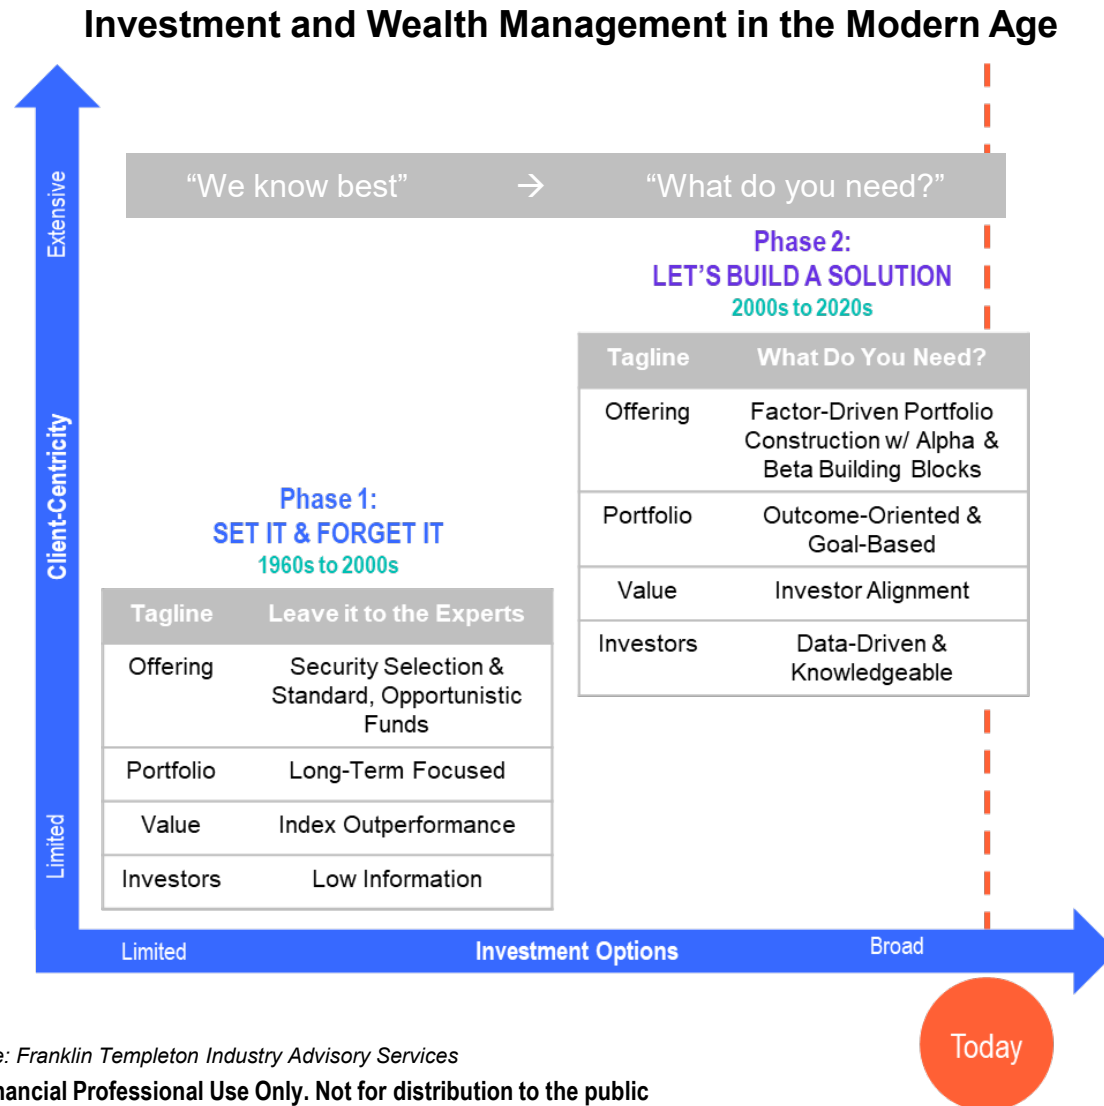 Investment and Wealth Management in the Modern Age
“We know best” → “What do you need?”
Phase 2:
LET’S BUILD A SOLUTION
2000s to 2020s
Tagline What Do You Need?
Offering Factor-Driven Portfolio
Construction w/ Alpha &
Beta Building Blocks
Portfolio Outcome-Oriented &
Goal-Based
Value Investor Alignment
Investors Data-Driven &
Knowledgeable
Phase 1:
SET IT & FORGET IT
1960s to 2000s
Tagline Leave it to the Experts
Offering Security Selection &
Standard, Opportunistic
Funds
Portfolio Long-Term Focused
Value Index Outperformance
Investors Low Information
Extensive
Client-Centricity
Limited
Limited Investment Options Broad
Today
Franklin Templeton Industry Advisory Services
Professional Use Only. Not for distribution to the public